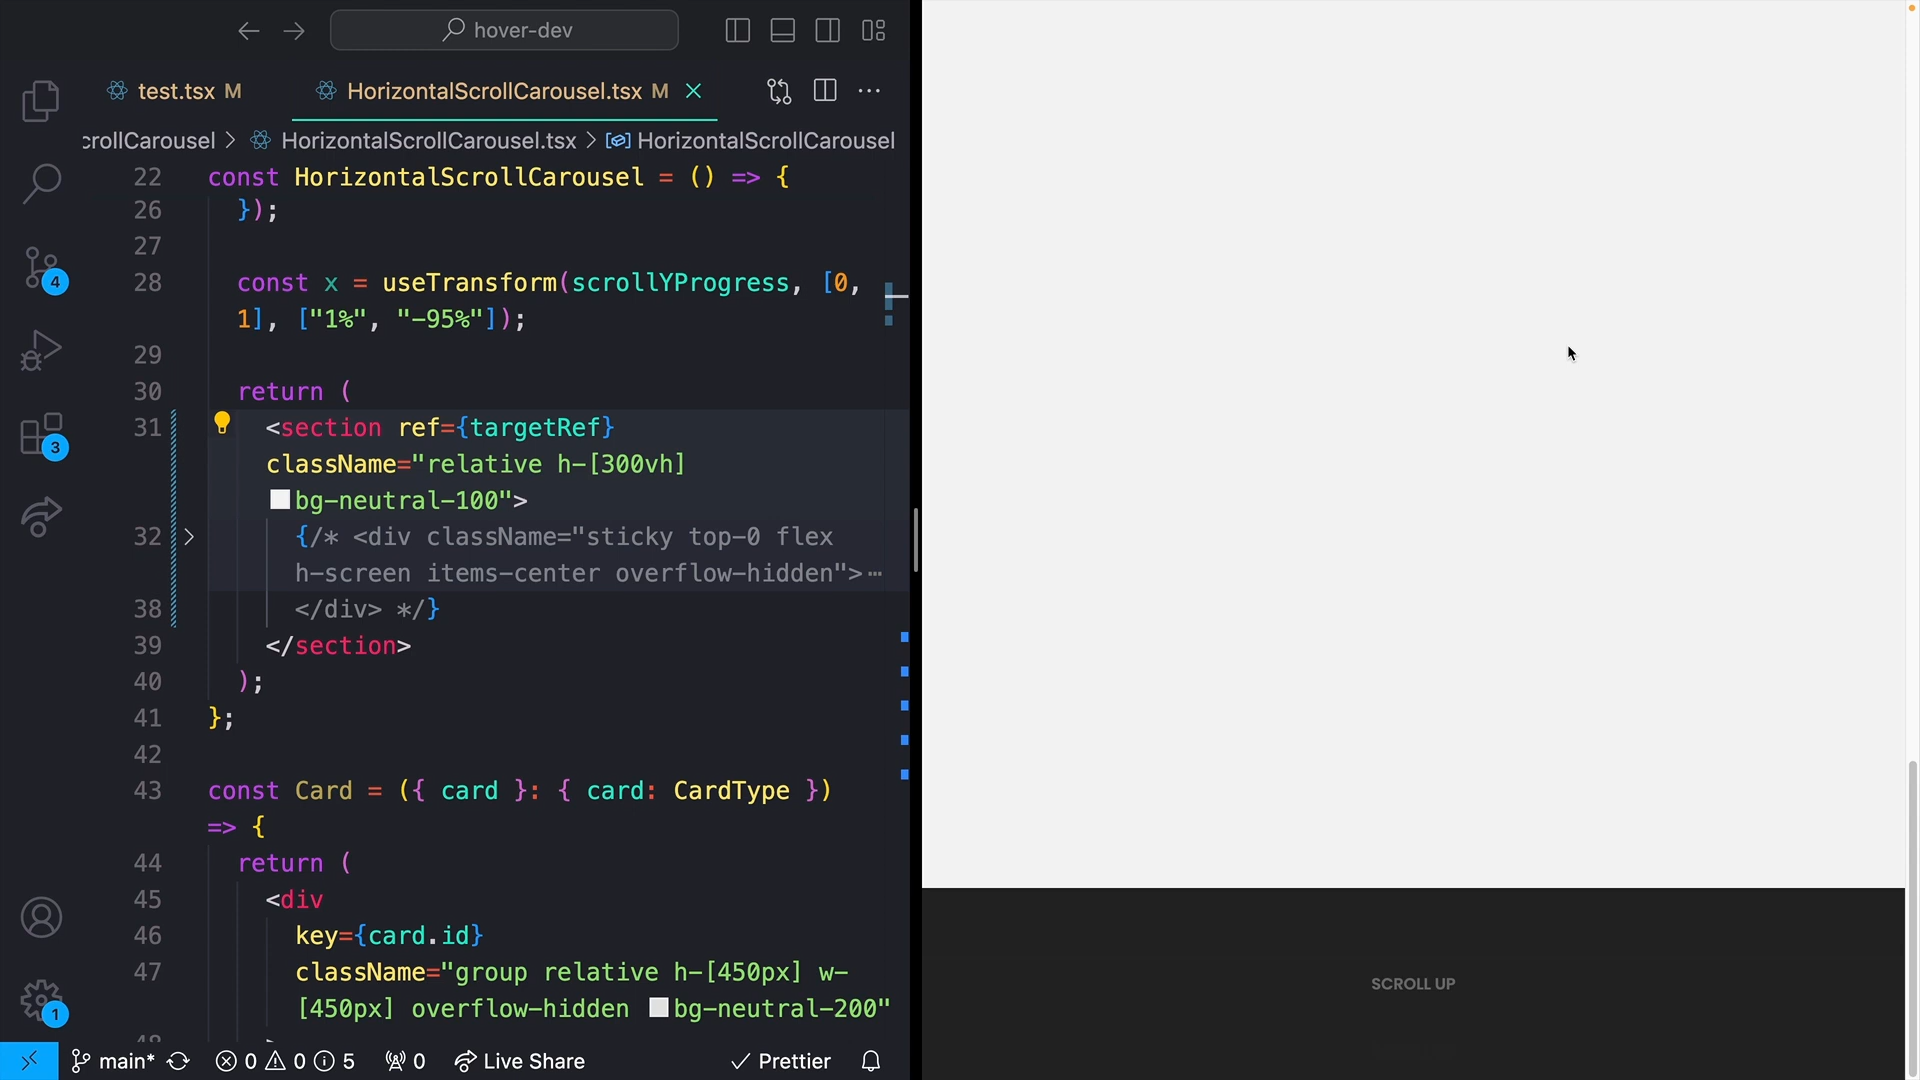 hover-dev
test.tsx M
HorizontalScrollCarousel.tsx M
crollCarousel > HorizontalScrollCarousel.tsx > HorizontalScrollCarousel
22 const HorizontalScrollCarousel = () => {
26 });
27
28 const x = useTransform(scrollYProgress, [0,
1], ["1%", "-95%"]);
29
30 return (
31 <section ref={targetRef}
className="relative h-[300vh]
bg-neutral-100">
32 {/* <div className="sticky top-0 flex
h-screen items-center overflow-hidden">⋯
38 </div> */}
39 </section>
40 );
41 };
42
43 const Card = ({ card }: { card: CardType })
=> {
44 return (
45 <div
46 key={card.id}
47 className="group relative h-[450px] w-
[450px] overflow-hidden bg-neutral-200"
4
3
1
main* 0 0 5 0 Live Share Prettier
SCROLL UP